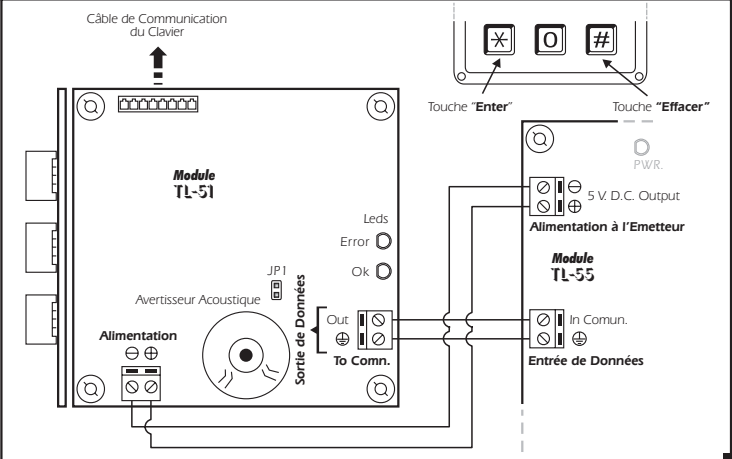 Câble de Communication
du Clavier
* 0 #
Touche "Enter"
Touche "Effacer"
PWR.
Module
TL-51
5 V. D.C. Output
Alimentation à l'Emetteur
Leds
Error
Ok
Module
TL-55
JP1
Avertisseur Acoustique
Sortie de Données
Out
In Comun.
Alimentation
To Comn.
Entrée de Données